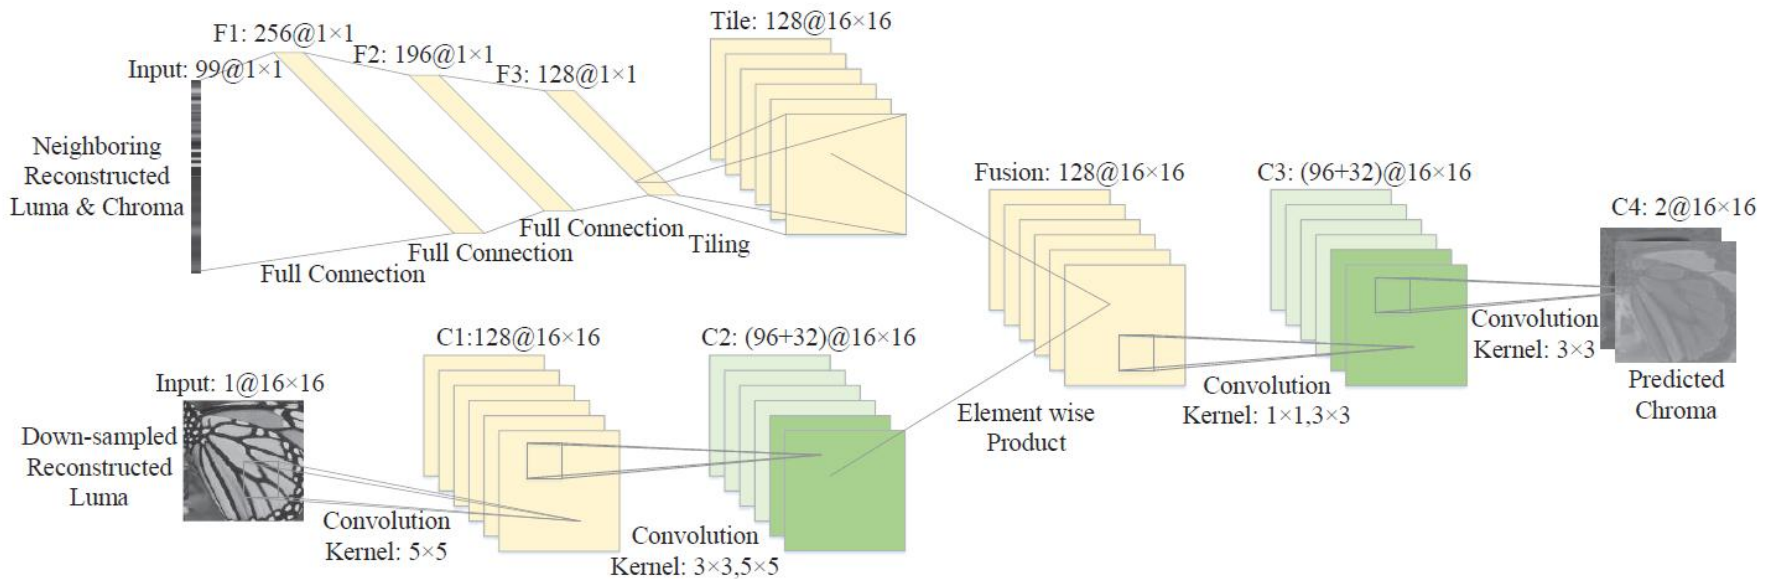 Input: 99@1×1
F1: 256@1×1
F2: 196@1×1
F3: 128@1×1
Tile: 128@16×16
Neighboring
Reconstructed
Luma & Chroma
Full Connection
Full Connection
Full Connection
Tiling
Fusion: 128@16×16
C3: (96+32)@16×16
C4: 2@16×16
Input: 1@16×16
C1:128@16×16
C2: (96+32)@16×16
Down-sampled
Reconstructed
Luma
Convolution
Kernel: 5×5
Convolution
Kernel: 3×3,5×5
Element wise
Product
Convolution
Kernel: 1×1,3×3
Convolution
Kernel: 3×3
Predicted
Chroma